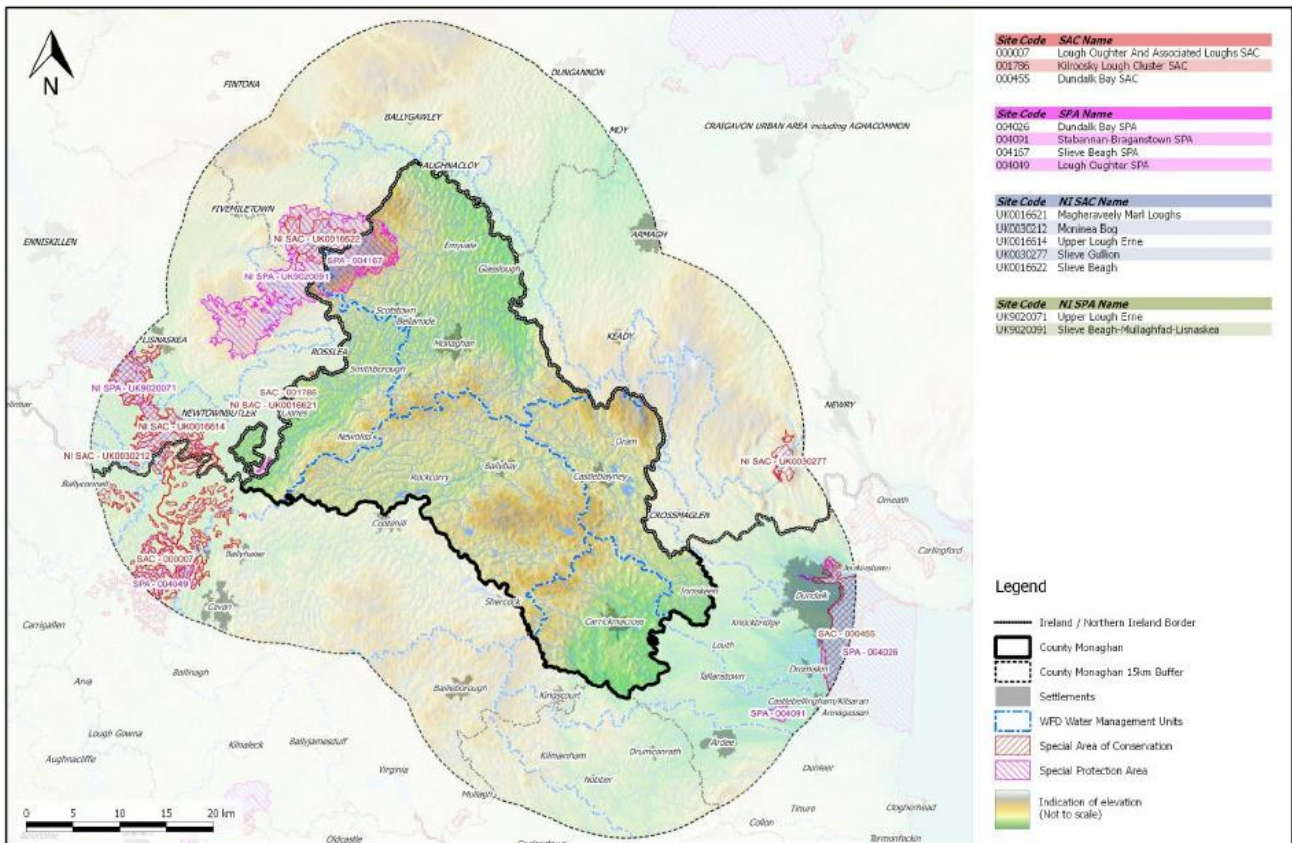 N
FINTONA
DUNGANNON
BALLYGAWLEY
MOY
CRAIGAVON URBAN AREA including AGHACOMMON
AUGHNACLOY
FIVEMILETOWN
ENNISKILLEN
ARMAGH
NI SAC - UK0016622
Emyvale
SPA - 004167
Glasslough
NI SPA - UK9020091
Scotstown
Bellanode
KEADY
LISNASKEA
Monaghan
ROSSLEA
Smithborough
NI SPA - UK9020071
SAC - 001786
NI SAC - UK0016621
Clones
NEWTOWNBUTLER
NI SAC - UK0016614
NEWRY
Newbliss
Oram
NI SAC - UK0030212
Ballybay
Castleblayney
NI SAC - UK0030277
Ballyconnell
Rockcorry
Omeath
CROSSMAGLEN
Cootehill
Carlingford
Ballyhaise
SAC - 000007
Jenkinstown
SPA - 004049
Inniskeen
Dundalk
Cavan
Shercock
Carrickmacross
Knockbridge
Carrigallen
SAC - 000455
Louth
SPA - 004026
Ballinagh
Dromiskin
Tallanstown
Arva
Bailieborough
Kingscourt
Castlebellingham/Kilsaran
SPA - 004091
Annagassan
Lough Gowna
Kilnaleck
Ballyjamesduff
Ardee
Aughnacliffe
Kilmainham
Drumconrath
Virginia
Dunleer
Nobber
Mullagh
Clogherhead
Tinure
Collon
Oldcastle
Termonfeckin
0 5 10 15 20 km
Site Code SAC Name
000007 Lough Oughter And Associated Loughs SAC
001786 Kilroosky Lough Cluster SAC
000455 Dundalk Bay SAC
Site Code SPA Name
004026 Dundalk Bay SPA
004091 Stabannan-Braganstown SPA
004167 Slieve Beagh SPA
004049 Lough Oughter SPA
Site Code NI SAC Name
UK0016621 Magheraveely Marl Loughs
UK0030212 Moninea Bog
UK0016614 Upper Lough Erne
UK0030277 Slieve Gullion
UK0016622 Slieve Beagh
Site Code NI SPA Name
UK9020071 Upper Lough Erne
UK9020091 Slieve Beagh-Mullaghfad-Lisnaskea
Legend
Ireland / Northern Ireland Border
County Monaghan
County Monaghan 15km Buffer
Settlements
WFD Water Management Units
Special Area of Conservation
Special Protection Area
Indication of elevation
(Not to scale)